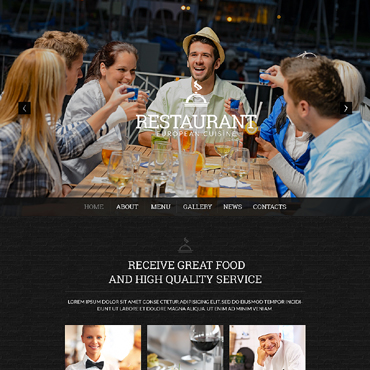 RESTAURANT
EUROPEAN CUISINE
HOME ABOUT MENU GALLERY NEWS CONTACTS
RECEIVE GREAT FOOD
AND HIGH QUALITY SERVICE
LOREM IPSUM DOLOR SIT AMET CONSE CTETUR ADIPISICING ELIT, SED DO EIUSMOD TEMPOR INCIDI
DUNT UT LABORE ET DOLORE MAGNA ALIQUA. UT ENIM AD MINIM VENIAM